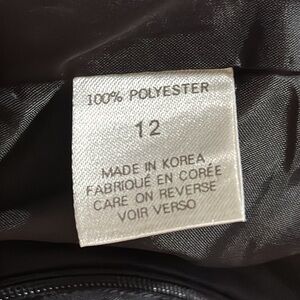 100% POLYESTER
12
MADE IN KOREA
FABRIQUÉ EN CORÉE
CARE ON REVERSE
VOIR VERSO